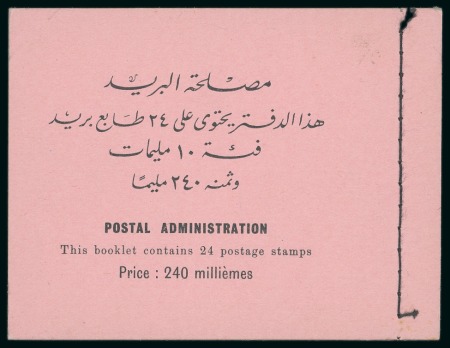 مصلحة البريد
هذا الدفتر يحتوى على ٢٤ طابع بريد
فئة ١٠ مليمات
وثمنه ٢٤٠ مليمًا
POSTAL ADMINISTRATION
This booklet contains 24 postage stamps
Price : 240 millièmes